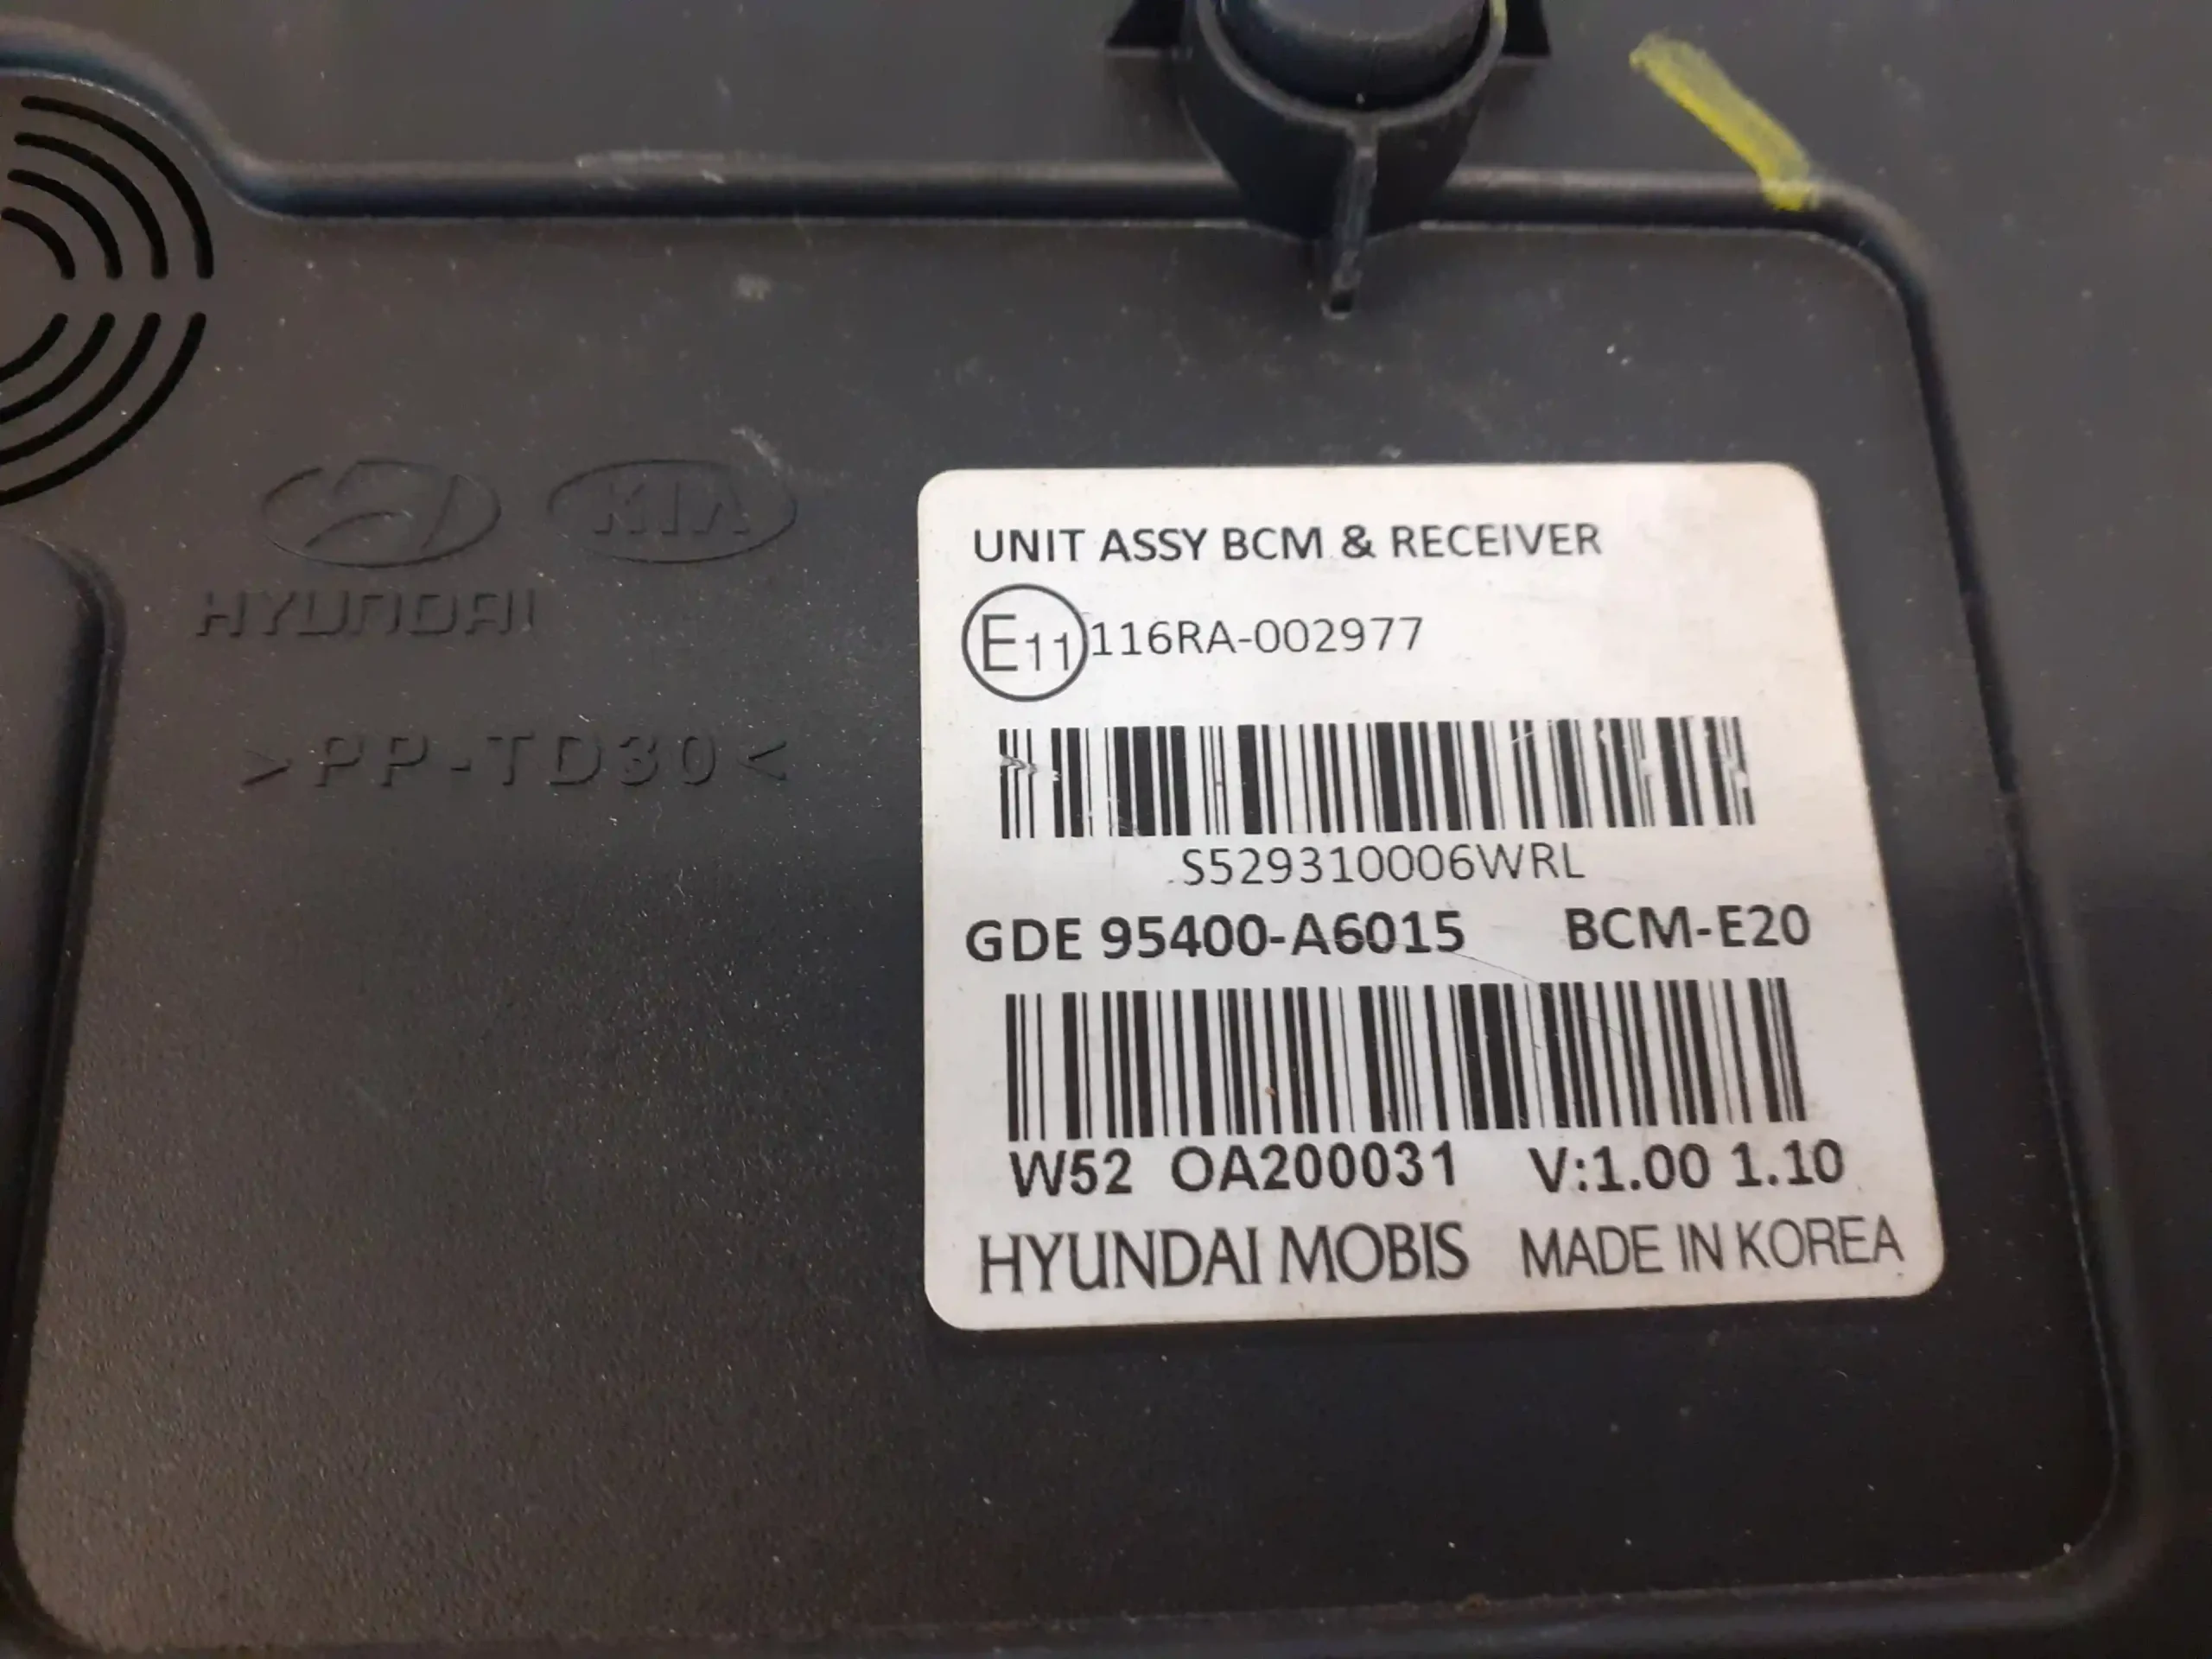 KIA
HYUNDAI
>PP-TD30<
UNIT ASSY BCM & RECEIVER
E11 116RA-002977
S529310006WRL
GDE 95400-A6015 BCM-E20
W52 OA200031 V:1.00 1.10
HYUNDAI MOBIS MADE IN KOREA